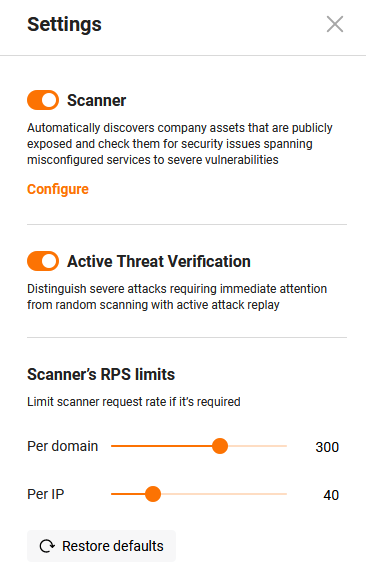 Settings
Scanner
Automatically discovers company assets that are publicly
exposed and check them for security issues spanning
misconfigured services to severe vulnerabilities
Configure
Active Threat Verification
Distinguish severe attacks requiring immediate attention
from random scanning with active attack replay
Scanner's RPS limits
Limit scanner request rate if it's required
Per domain 300
Per IP 40
Restore defaults